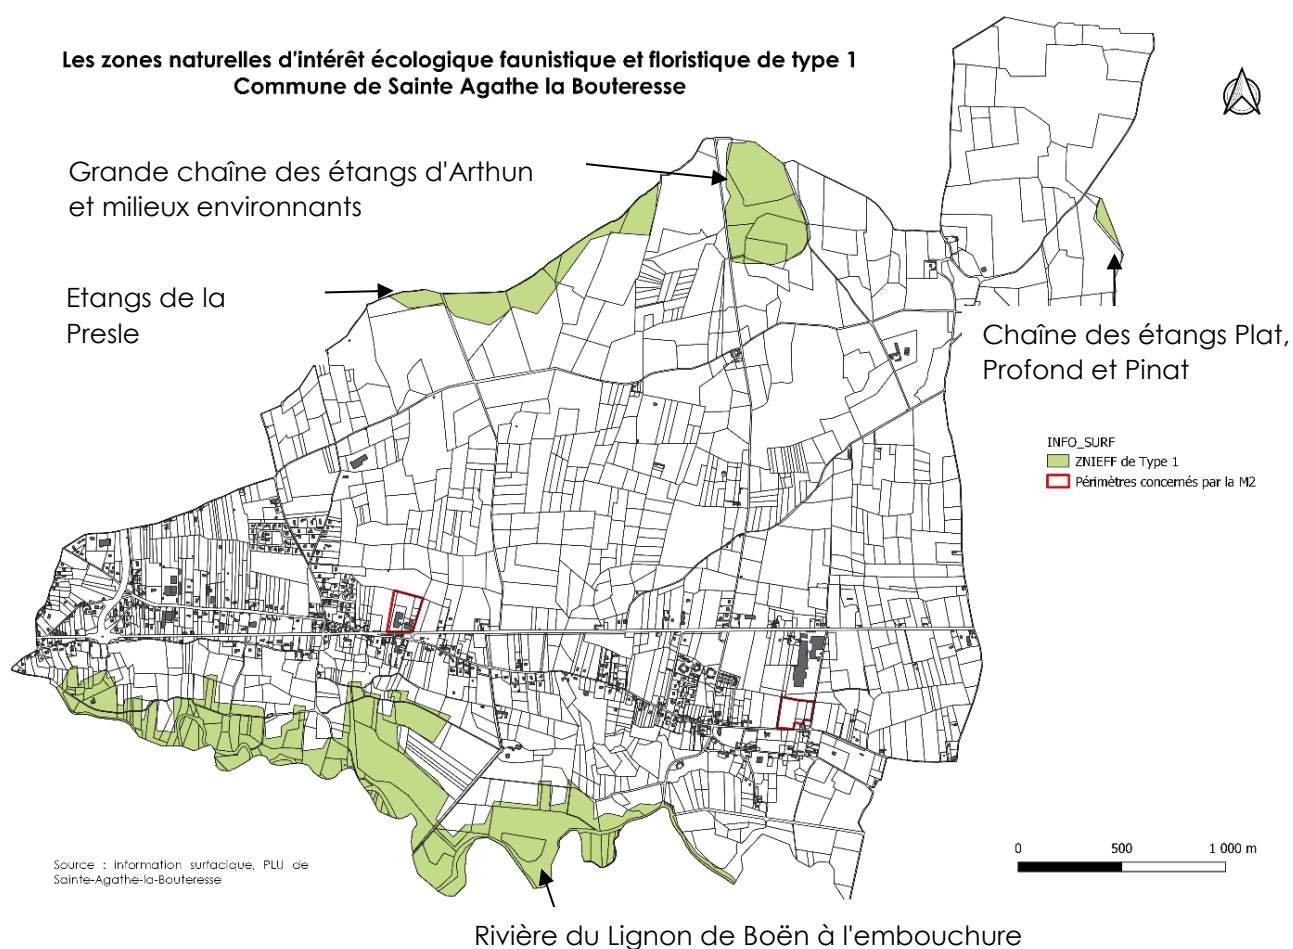 Les zones naturelles d'intérêt écologique faunistique et floristique de type 1
Commune de Sainte Agathe la Bouteresse
Grande chaîne des étangs d'Arthun
et milieux environnants
Etangs de la
Presle
Chaîne des étangs Plat,
Profond et Pinat
INFO_SURF
ZNIEFF de Type 1
Périmètres concernés par la M2
Source : information surfacique, PLU de
Sainte-Agathe-la-Bouteresse
0 500 1 000 m
Rivière du Lignon de Boën à l'embouchure